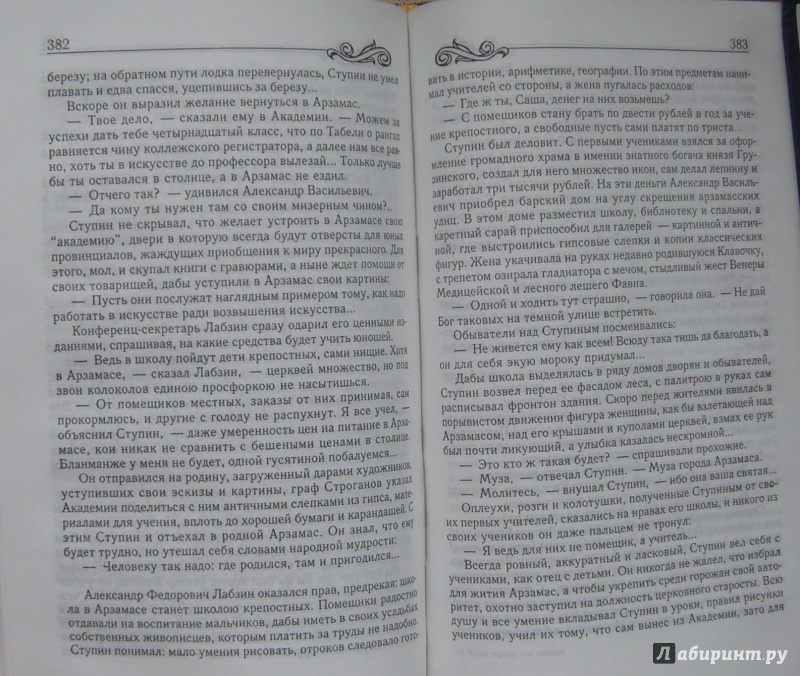 382
березу; на обратном пути лодка перевернулась, Ступин не умел
плавать и едва спасся, уцепившись за березу...
Вскоре он выразил желание вернуться в Арзамас.
— Твое дело, — сказали ему в Академии. — Можем за
успехи дать тебе четырнадцатый класс, что по Табели о рангах
равняется чину коллежского регистратора, а далее нам все рав-
но, хоть ты в искусстве до профессора вылезай... Только лучше
бы ты оставался в столице, а в Арзамас не ездил.
— Отчего так? — удивился Александр Васильевич.
— Да кому ты нужен там со своим мизерным чином?..
Ступин не скрывал, что желает устроить в Арзамасе свою
"академию", двери в которую всегда будут отверсты для юных
провинциалов, жаждущих приобщения к миру прекрасного. Для
этого, мол, и скупал книги с гравюрами, а ныне ждет помощи от
своих товарищей, дабы уступили в Арзамас свои картины:
— Пусть они послужат наглядным примером тому, как надо
работать в искусстве ради возвышения искусства...
Конференц-секретарь Лабзин сразу одарил его ценными из-
даниями, спрашивая, на какие средства будет учить юношей.
— Ведь в школу пойдут дети крепостных, сами нищие. Хотя
в Арзамасе, — сказал Лабзин, — церквей множество, но под
звон колоколов единою просфоркою не насытишься.
— От помещиков местных, заказы от них принимая, сам
прокормлюсь, и другие с голоду не распухнут. Я все учел, —
объяснил Ступин, — даже умеренность цен на питание в Арза-
масе, кои никак не сравнить с бешеными ценами в столице.
Бланманже у меня не будет, одной гусятиной побалуемся...
Он отправился на родину, загруженный дарами художников,
уступивших свои эскизы и картины, граф Строганов указал
Академии поделиться с ним античными слепками из гипса, мате-
риалами для учения, вплоть до хорошей бумаги и карандашей. С
этим Ступин и отъехал в родной Арзамас. Он знал, что ему
будет трудно, но утешал себя словами народной мудрости:
— Человеку так надо: где родился, там и пригодился...
Александр Федорович Лабзин оказался прав, предрекая: шко-
ла в Арзамасе станет школою крепостных. Помещики радостно
отдавали на воспитание мальчиков, дабы иметь в своих усадьбах
собственных живописцев, которым платить за труды не надобно.
Ступин понимал: мало умения рисовать, отроков следовало гото-
383
вить в истории, арифметике, географии. По этим предметам нани-
мал учителей со стороны, а жена пугалась расходов:
— Где ж ты, Саша, денег на них возьмешь?
— С помещиков стану брать по двести рублей в год за уче-
ние крепостного, а свободные пусть сами платят по триста...
Ступин был деловит. С первыми учениками взялся за офор-
мление громадного храма в имении знатного богача князя Гру-
зинского, создал для него множество икон, сам делал лепнину и
заработал три тысячи рублей. На эти деньги Александр Василь-
евич приобрел барский дом на углу скрещения арзамасских
улиц. В этом доме разместил школу, библиотеку и спальни, а
каретный сарай приспособил для галерей — картинной и антич-
ной, где выстроились гипсовые слепки и копии классических
фигур. Жена укачивала на руках недавно родившуюся Клавочку,
с трепетом озирала гладиатора с мечом, стыдливый жест Венеры
Медицейской и лесного лешего Фавна.
— Одной и ходить тут страшно, — говорила она. — Не дай
Бог таковых на темной улице встретить.
Обыватели над Ступиным посмеивались:
— Не живется ему как всем! Всюду така тишь да благодать, а
он для себя экую мороку придумал...
Дабы школа выделялась в ряду домов дворян и обывателей,
Ступин возвел перед ее фасадом леса, с палитрою в руках сам
расписывал фронтон здания. Скоро перед жителями явилась в
порывистом движении фигура женщины, как бы взлетающей над
Арзамасом, над его крышами и куполами церквей, взмах ее рук
был почти ликующий, а улыбка казалась нескромной...
— Это кто ж такая будет? — спрашивали прохожие.
— Муза, — отвечал Ступин. — Муза города Арзамаса.
— Молитесь, — внушал Ступин, — ибо она ваша святая...
Оплеухи, розги и колотушки, полученные Ступиным от сво-
их первых учителей, сказались на нравах его школы, и никого из
своих учеников он даже пальцем не тронул:
— Я ведь для них не помещик, а учитель...
Всегда ровный, аккуратный и ласковый, Ступин вел себя с
учениками, как отец с детьми. Он никогда не жалел, что избрал
для жития Арзамас, а чтобы укрепить среди горожан свой авто-
ритет, охотно заступил на должность церковного старосты. Всю
душу и все умение вкладывал Ступин в уроки, правил рисунки
учеников, учил их тому, что сам вынес из Академии, зато для
Лабиринт.ру